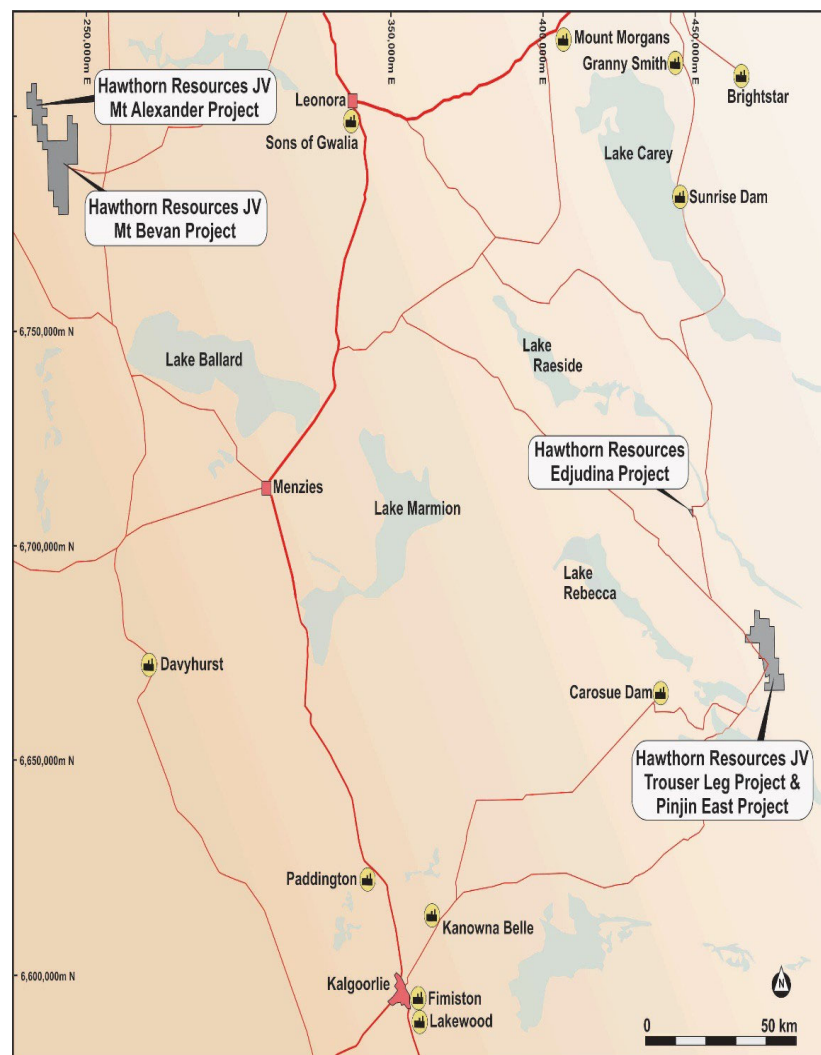 250,000m E
350,000m E
400,000m E
450,000m E
Mount Morgans
Granny Smith
Brightstar
Hawthorn Resources JV
Mt Alexander Project
Leonora
Sons of Gwalia
Lake Carey
Hawthorn Resources JV
Mt Bevan Project
Sunrise Dam
6,750,000m N
Lake Ballard
Lake
Raeside
Hawthorn Resources
Edjudina Project
Menzies
Lake Marmion
6,700,000m N
Lake
Rebecca
Davyhurst
Carosue Dam
Hawthorn Resources JV
Trouser Leg Project &
Pinjin East Project
6,650,000m N
Paddington
Kanowna Belle
6,600,000m N
Kalgoorlie
Fimiston
Lakewood
N
0
50 km